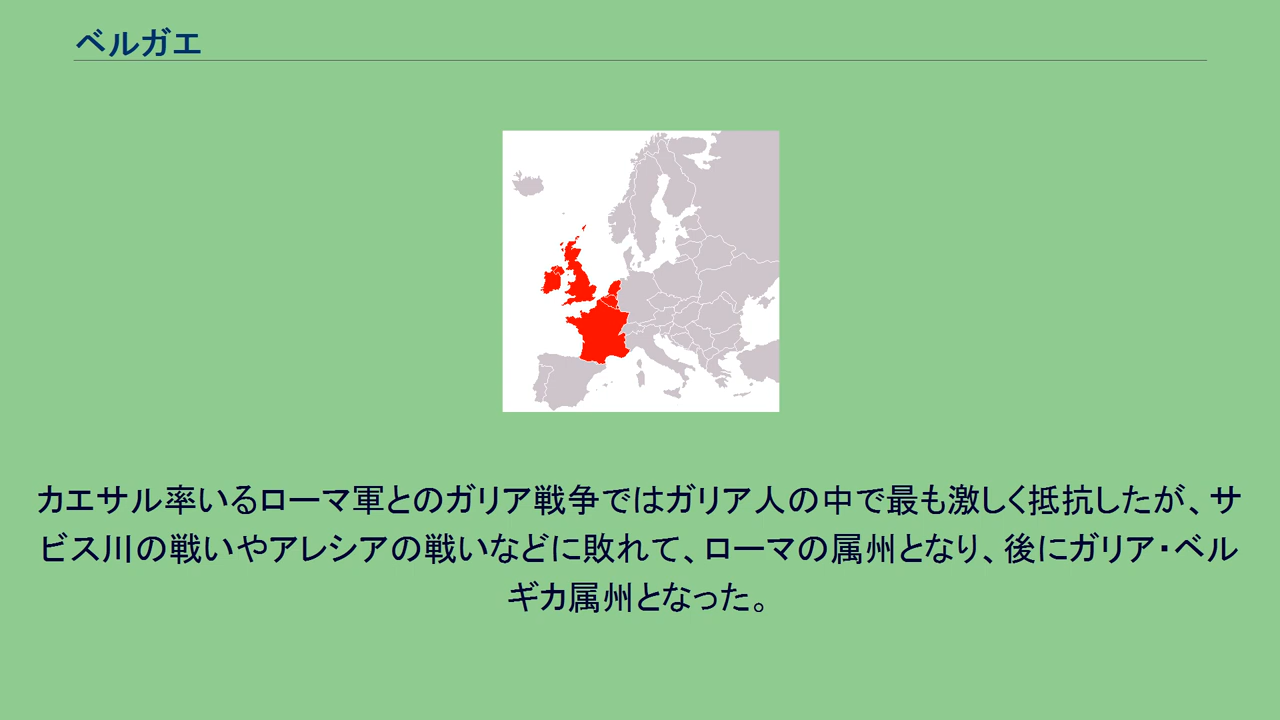 ベルガエ
カエサル率いるローマ軍とのガリア戦争ではガリア人の中で最も激しく抵抗したが、サ
ビス川の戦いやアレシアの戦いなどに敗れて、ローマの属州となり、後にガリア・ベル
ギカ属州となった。